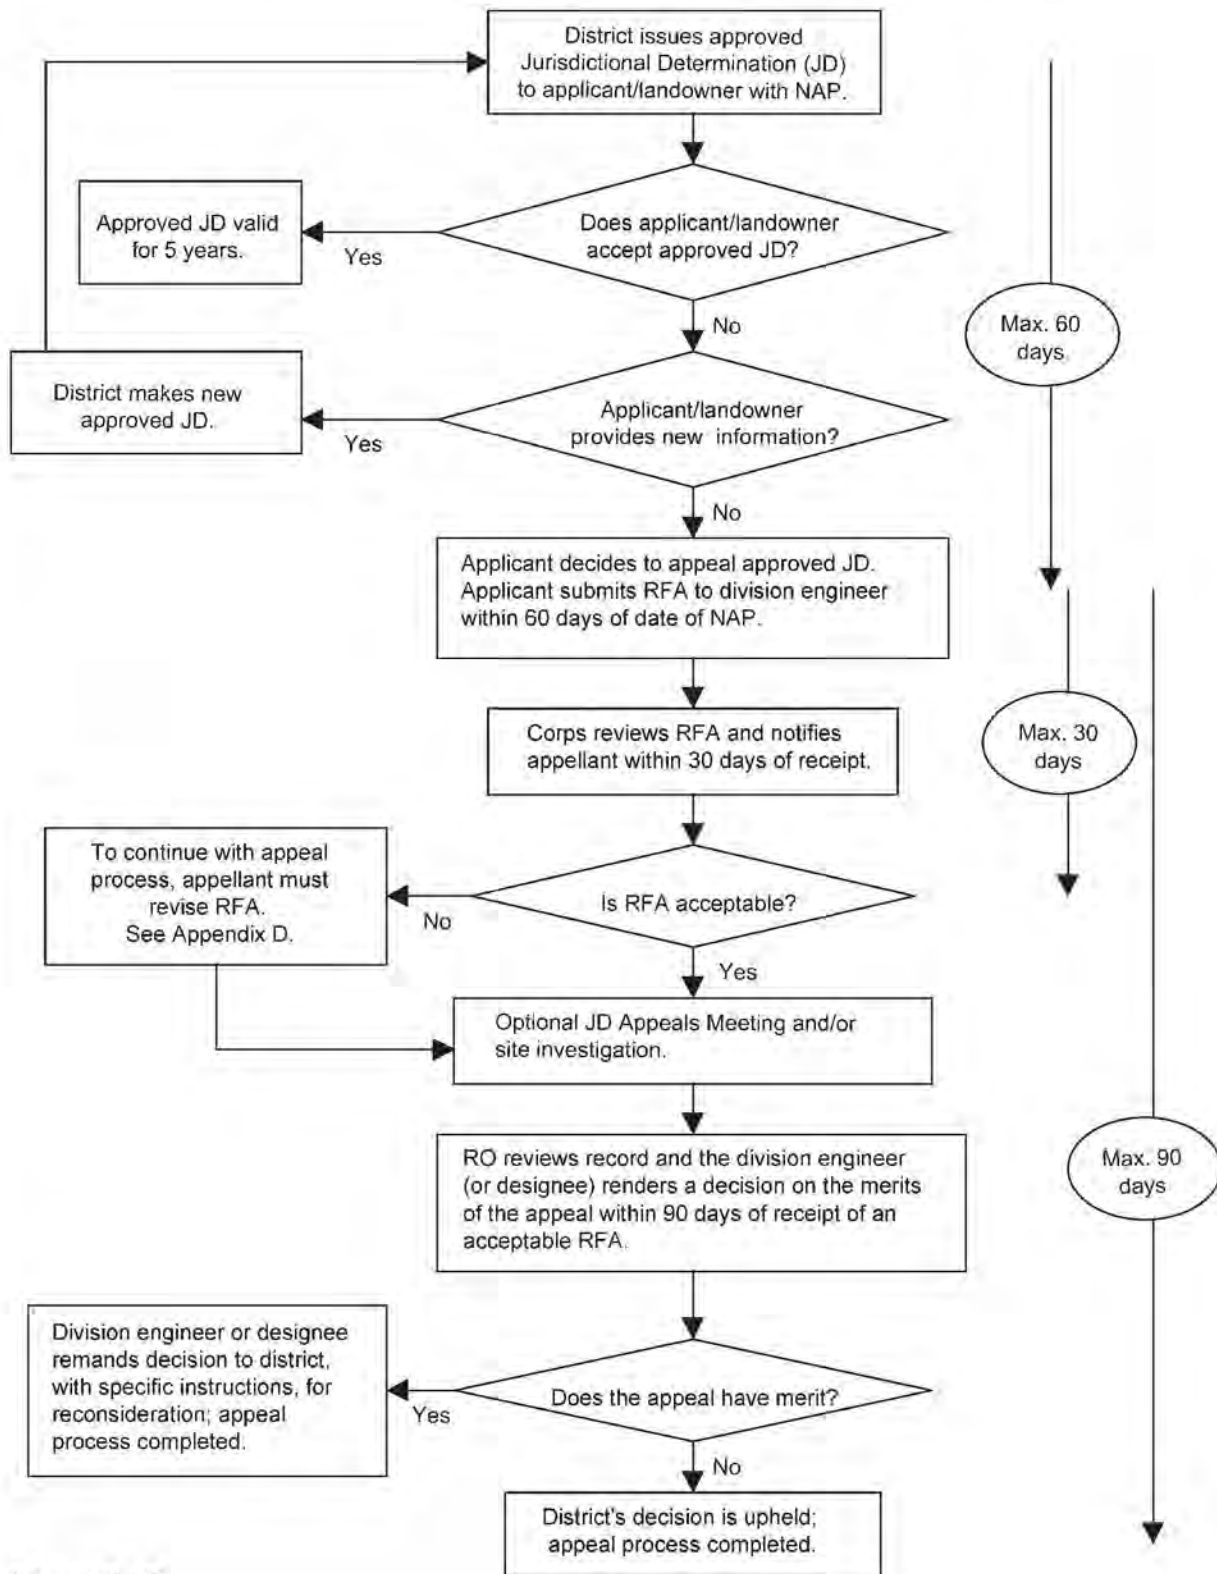 District issues approved
Jurisdictional Determination (JD)
to applicant/landowner with NAP.
Does applicant/landowner
accept approved JD?
Yes
Approved JD valid
for 5 years.
No
Max. 60
days
Applicant/landowner
provides new information?
Yes
District makes new
approved JD.
No
Applicant decides to appeal approved JD.
Applicant submits RFA to division engineer
within 60 days of date of NAP.
Corps reviews RFA and notifies
appellant within 30 days of receipt.
Max. 30
days
Is RFA acceptable?
No
To continue with appeal
process, appellant must
revise RFA.
See Appendix D.
Yes
Optional JD Appeals Meeting and/or
site investigation.
RO reviews record and the division engineer
(or designee) renders a decision on the merits
of the appeal within 90 days of receipt of an
acceptable RFA.
Max. 90
days
Does the appeal have merit?
Yes
Division engineer or designee
remands decision to district,
with specific instructions, for
reconsideration; appeal
process completed.
No
District's decision is upheld;
appeal process completed.